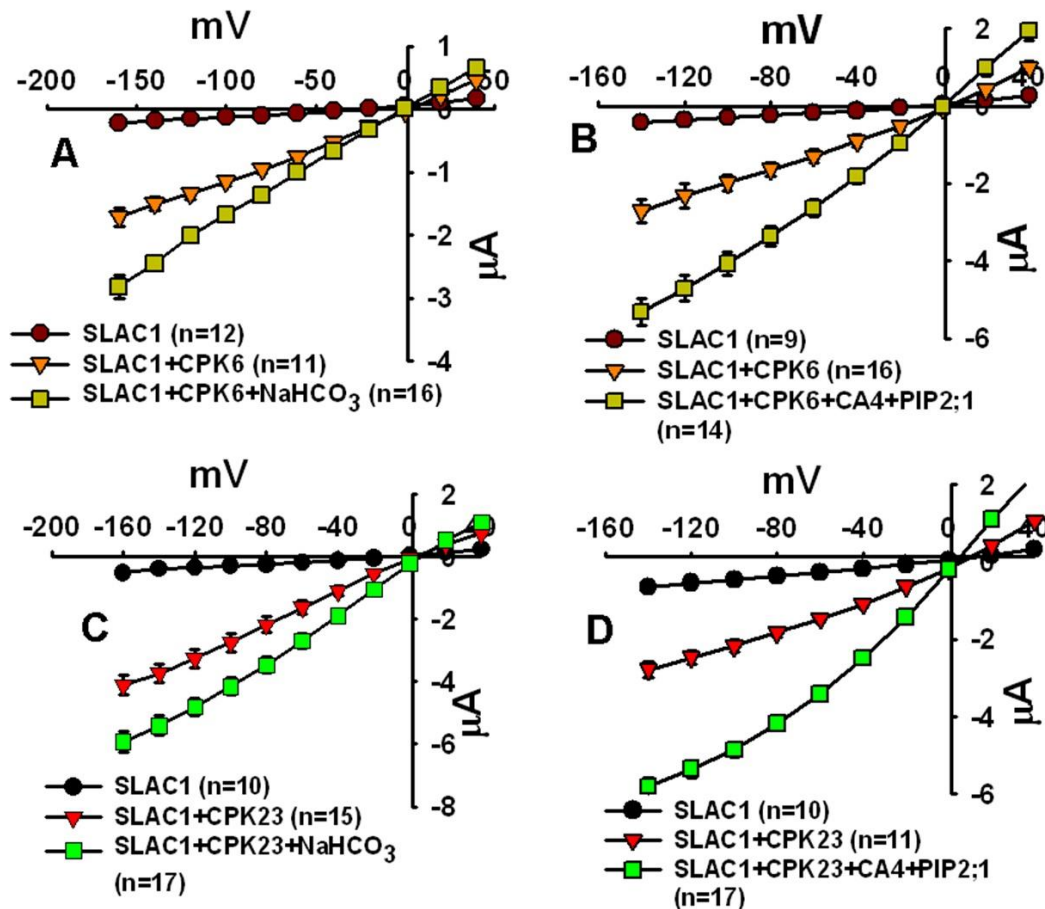 mV
1
-200 -150 -100 -50 0 50
0
A
-1
-2
µA
-3
-4
SLAC1 (n=12)
SLAC1+CPK6 (n=11)
SLAC1+CPK6+NaHCO3 (n=16)
mV
2
-160 -120 -80 -40 0 40
0
B
-2
-4
µA
-6
SLAC1 (n=9)
SLAC1+CPK6 (n=16)
SLAC1+CPK6+CA4+PIP2;1
(n=14)
mV
2
-200 -160 -120 -80 -40 0 40
0
C
-2
-4
µA
-6
-8
SLAC1 (n=10)
SLAC1+CPK23 (n=15)
SLAC1+CPK23+NaHCO3
(n=17)
mV
2
-160 -120 -80 -40 0 40
0
D
-2
-4
µA
-6
SLAC1 (n=10)
SLAC1+CPK23 (n=11)
SLAC1+CPK23+CA4+PIP2;1
(n=17)